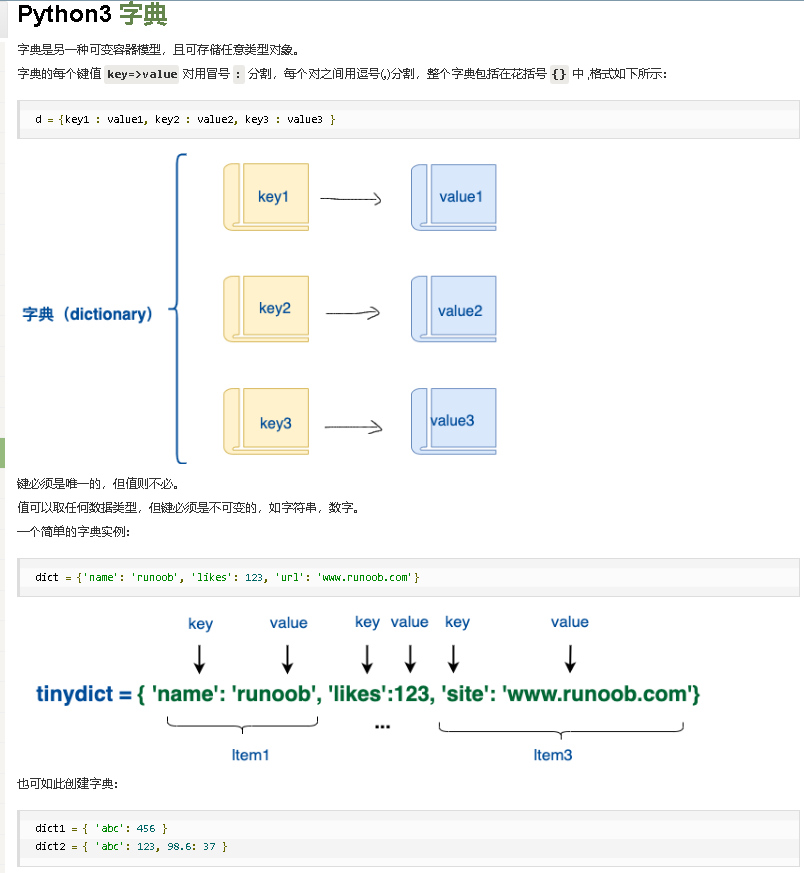 Python3 字典
字典是另一种可变容器模型，且可存储任意类型对象。
字典的每个键值 key=>value 对用冒号 : 分割，每个对之间用逗号(,)分割，整个字典包括在花括号 {} 中 ,格式如下所示：
d = {key1 : value1, key2 : value2, key3 : value3 }
key1
value1
字典（dictionary）
key2
value2
key3
value3
键必须是唯一的，但值则不必。
值可以取任何数据类型，但键必须是不可变的，如字符串，数字。
一个简单的字典实例：
dict = {'name': 'runoob', 'likes': 123, 'url': 'www.runoob.com'}
key value key value key value
tinydict = { 'name': 'runoob', 'likes':123, 'site': 'www.runoob.com'}
...
Item1 Item3
也可如此创建字典：
dict1 = { 'abc': 456 }
dict2 = { 'abc': 123, 98.6: 37 }